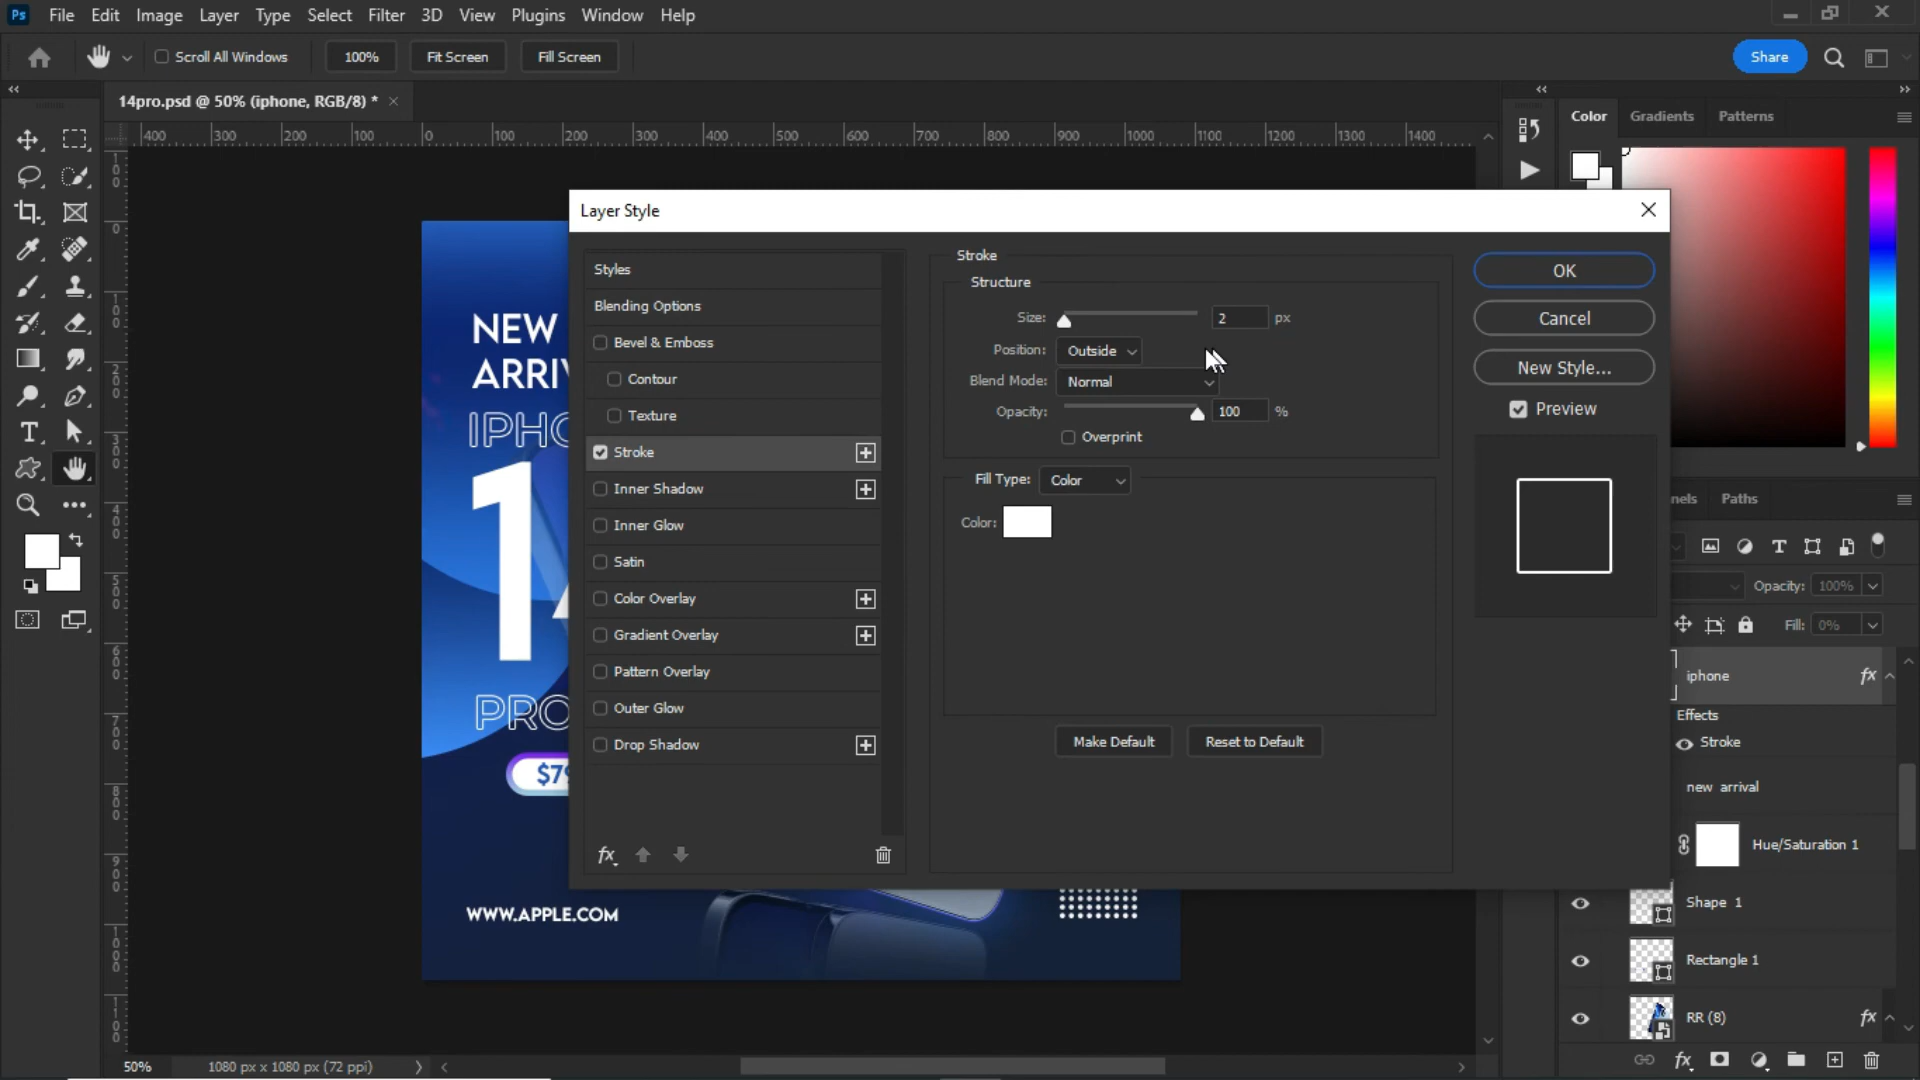 Ps File Edit Image Layer Type Select Filter 3D View Plugins Window Help
Scroll All Windows 100% Fit Screen Fill Screen Share
14pro.psd @ 50% (iphone, RGB/8) *
400 300 200 100 0 100 200 300 400 500 600 700 800 900 1000 1100 1200 1300 1400
Color Gradients Patterns
Layer Style
Styles
Blending Options
Bevel & Emboss
Contour
Texture
Stroke
Inner Shadow
Inner Glow
Satin
Color Overlay
Gradient Overlay
Pattern Overlay
Outer Glow
Drop Shadow
fx
Stroke
Structure
Size: 2 px
Position: Outside
Blend Mode: Normal
Opacity: 100 %
Overprint
Fill Type: Color
Color:
Make Default Reset to Default
OK
Cancel
New Style...
Preview
NEW
PRO
WWW.APPLE.COM
Paths
Opacity: 100%
Fill: 0%
iphone fx
Effects
Stroke
new arrival
Hue/Saturation 1
Shape 1
Rectangle 1
RR (8) fx
50% 1080 px x 1080 px (72 ppi)
fx